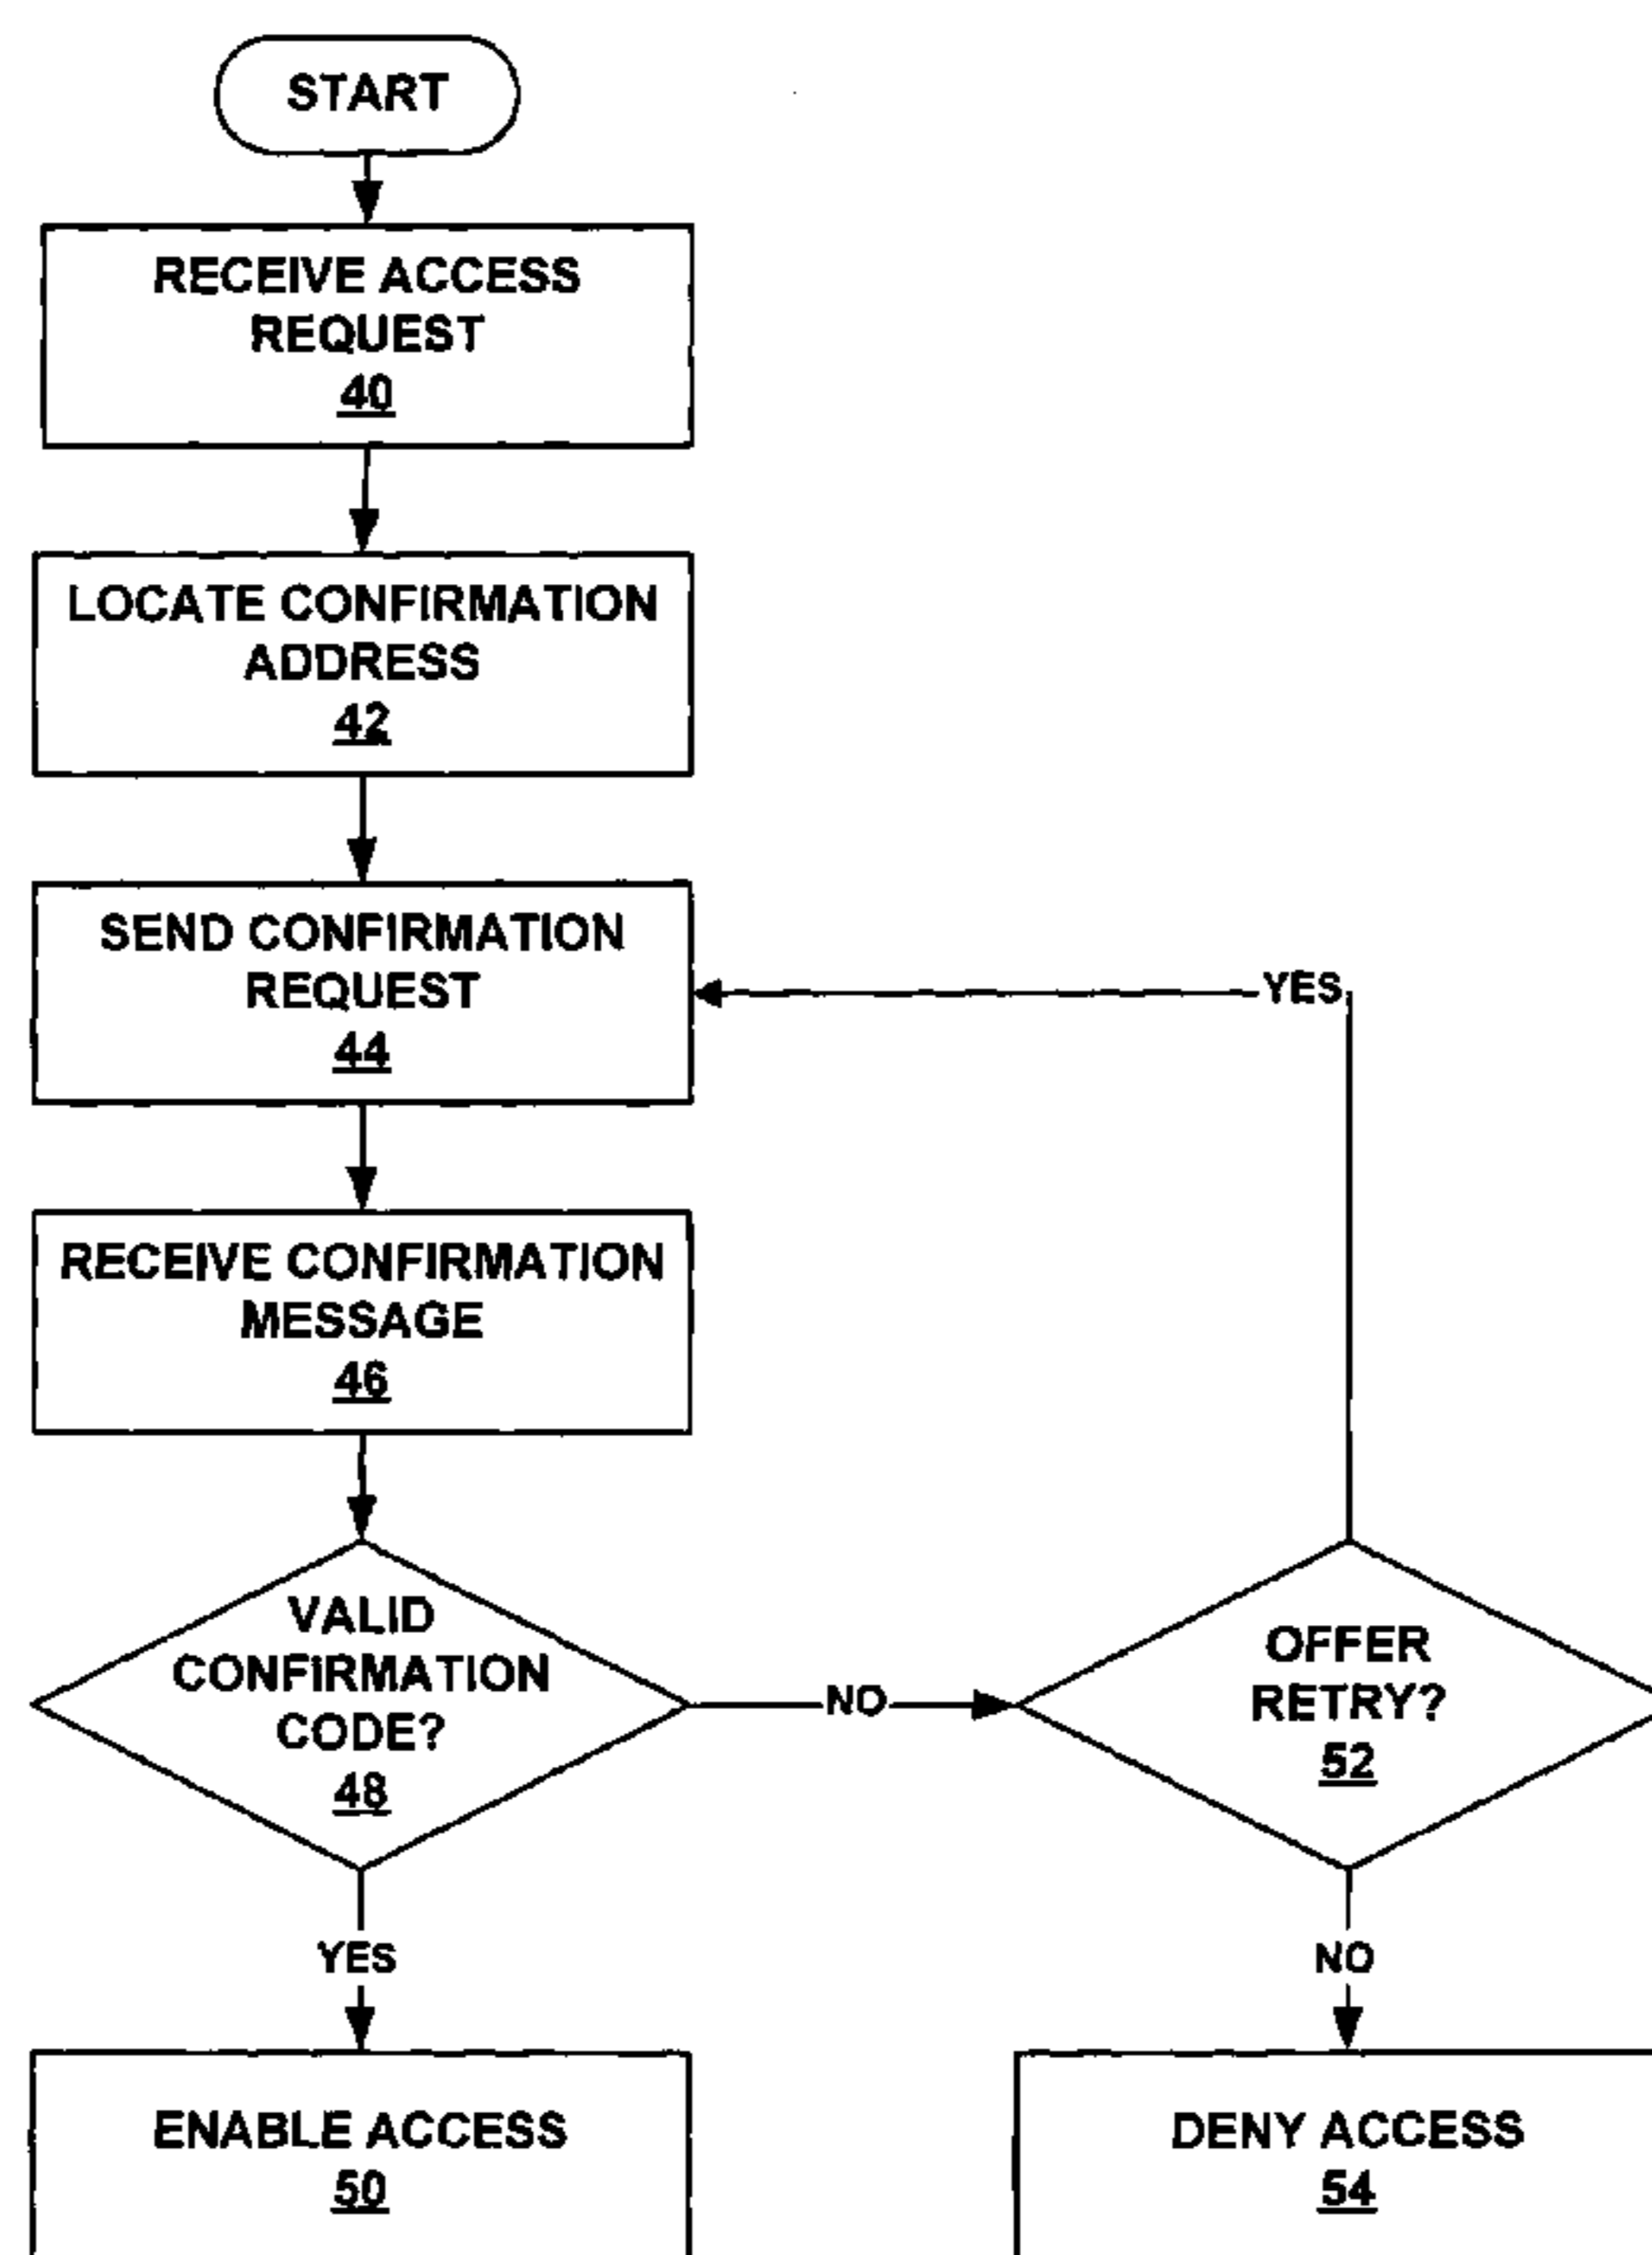 START
RECEIVE ACCESS
REQUEST
40
LOCATE CONFIRMATION
ADDRESS
42
SEND CONFIRMATION
REQUEST
44
YES
RECEIVE CONFIRMATION
MESSAGE
46
VALID
CONFIRMATION
CODE?
48
NO
OFFER
RETRY?
52
YES
NO
ENABLE ACCESS
50
DENY ACCESS
54